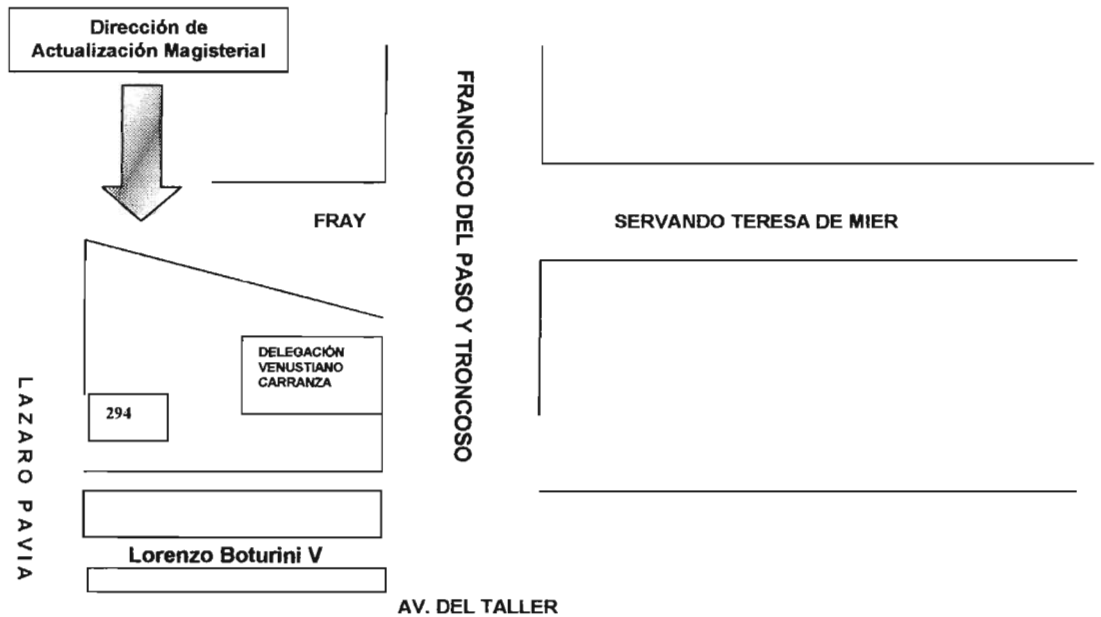 Dirección de
Actualización Magisterial
FRANCISCO DEL PASO Y TRONCOSO
FRAY
SERVANDO TERESA DE MIER
DELEGACIÓN
VENUSTIANO
CARRANZA
294
LAZARO PAVIA
Lorenzo Boturini V
AV. DEL TALLER